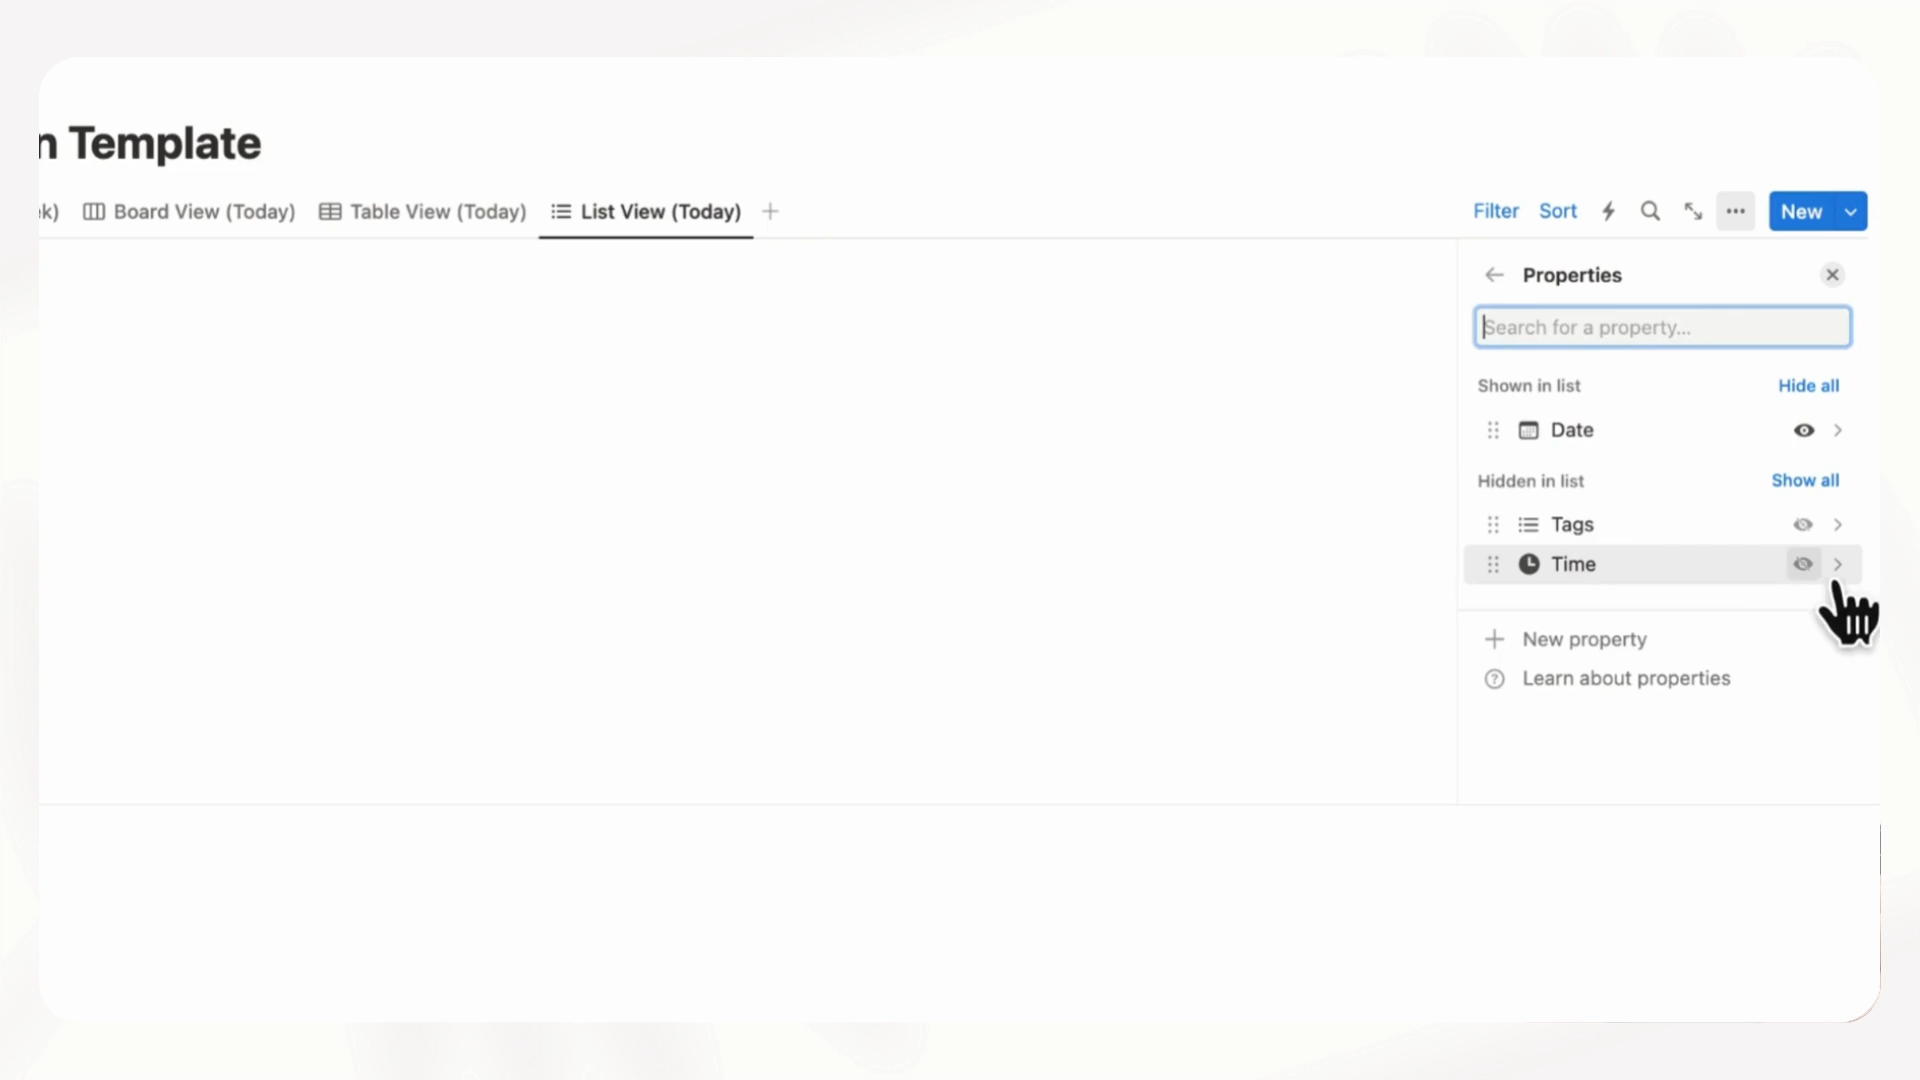 n Template
k) Board View (Today) Table View (Today) List View (Today)
Filter Sort New
Properties
Search for a property...
Shown in list Hide all
Date
Hidden in list Show all
Tags
Time
New property
Learn about properties